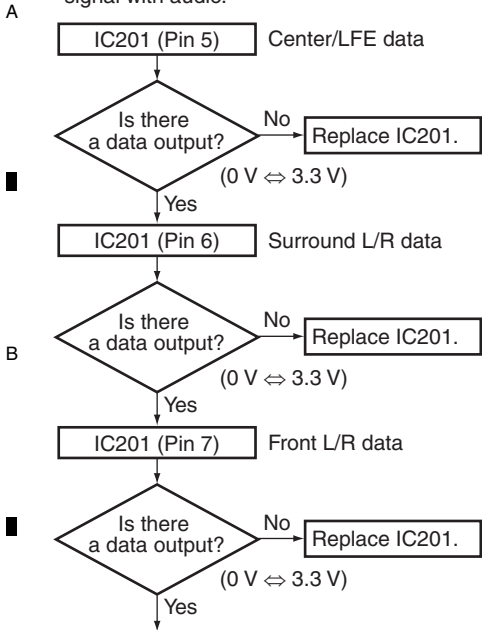 signal with audio.
A
IC201 (Pin 5) Center/LFE data
Is there
a data output?
No
Replace IC201.
(0 V ⇔ 3.3 V)
Yes
IC201 (Pin 6) Surround L/R data
Is there
a data output?
No
Replace IC201.
B
(0 V ⇔ 3.3 V)
Yes
IC201 (Pin 7) Front L/R data
Is there
a data output?
No
Replace IC201.
(0 V ⇔ 3.3 V)
Yes